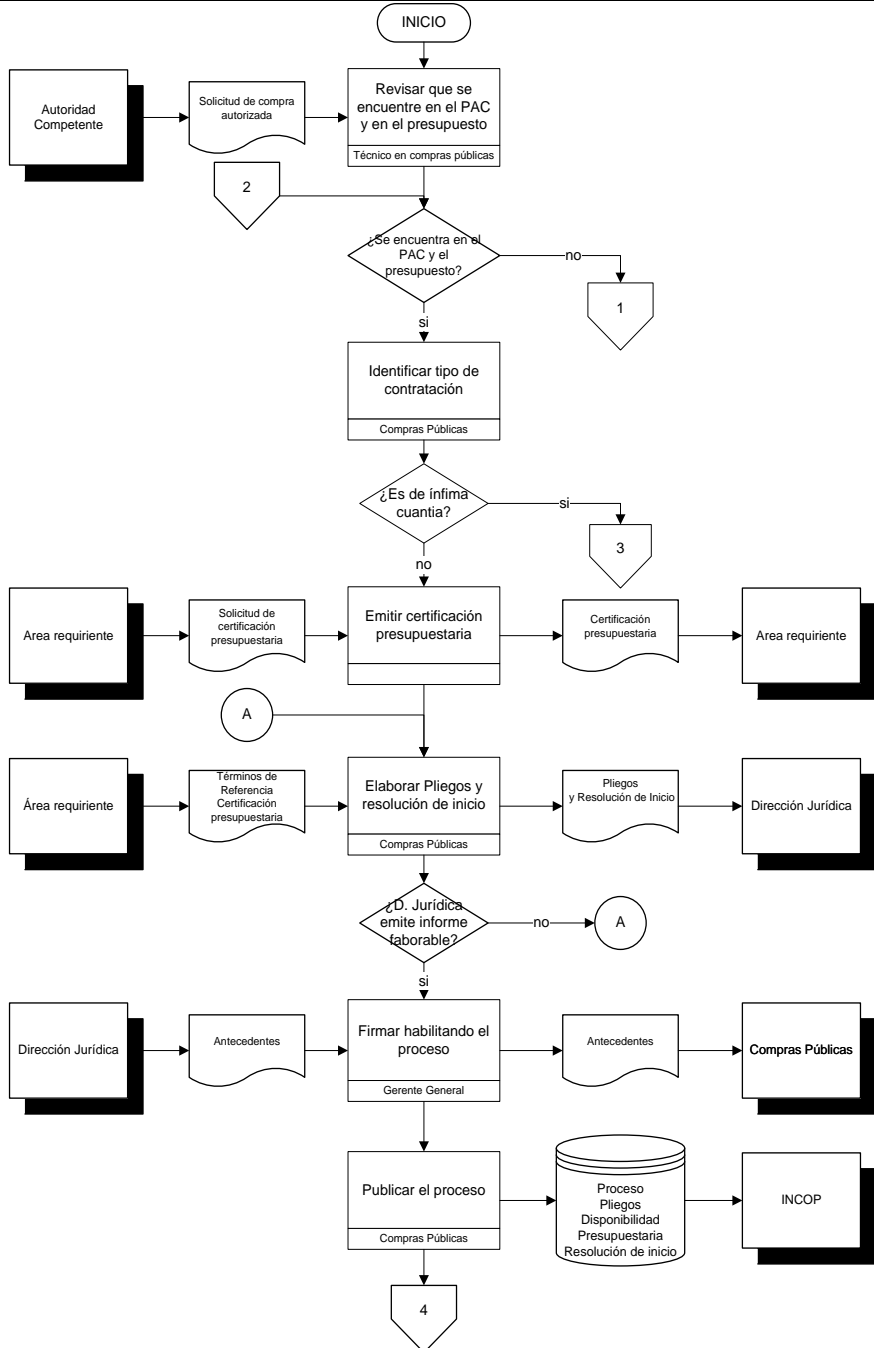 INICIO
Autoridad
Competente
Solicitud de compra
autorizada
Revisar que se
encuentre en el PAC
y en el presupuesto
Técnico en compras públicas
2
¿Se encuentra en el
PAC y el
presupuesto?
no
1
si
Identificar tipo de
contratación
Compras Públicas
¿Es de ínfima
cuantia?
si
3
no
Area requiriente
Solicitud de
certificación
presupuestaria
Emitir certificación
presupuestaria
Certificación
presupuestaria
Area requiriente
A
Área requiriente
Términos de
Referencia
Certificación
presupuestaria
Elaborar Pliegos y
resolución de inicio
Compras Públicas
Pliegos
y Resolución de Inicio
Dirección Jurídica
¿D. Jurídica
emite informe
faborable?
no
A
si
Dirección Jurídica
Antecedentes
Firmar habilitando el
proceso
Gerente General
Antecedentes
Compras Públicas
Publicar el proceso
Compras Públicas
Proceso
Pliegos
Disponibilidad
Presupuestaria
Resolución de inicio
INCOP
4